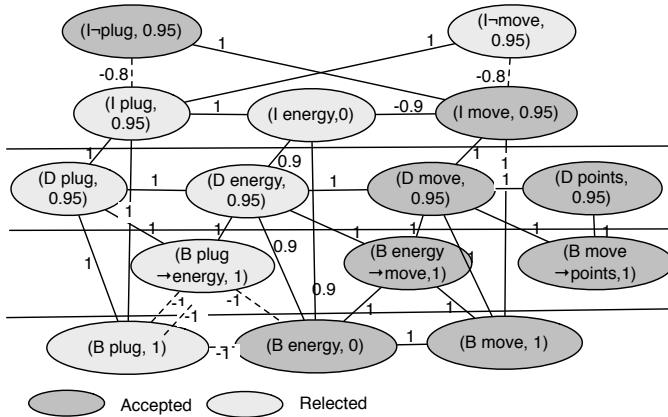 (I¬plug, 0.95)
(I¬move,
0.95)
1
1
-0.8
-0.8
(I plug,
0.95)
1
(I energy,0)
-0.9
(I move, 0.95)
1
0.9
1
1
1
(D plug,
0.95)
1
(D energy,
0.95)
1
(D move,
0.95)
1
(D points,
0.95)
1
1
1
1
1
1
(B plug
→energy, 1)
0.9
(B energy
→move,1)
1
(B move
→points,1)
1
0.9
-1
-1
-1
1
1
(B plug, 1)
-1
(B energy, 0)
1
(B move, 1)
Accepted
Relected